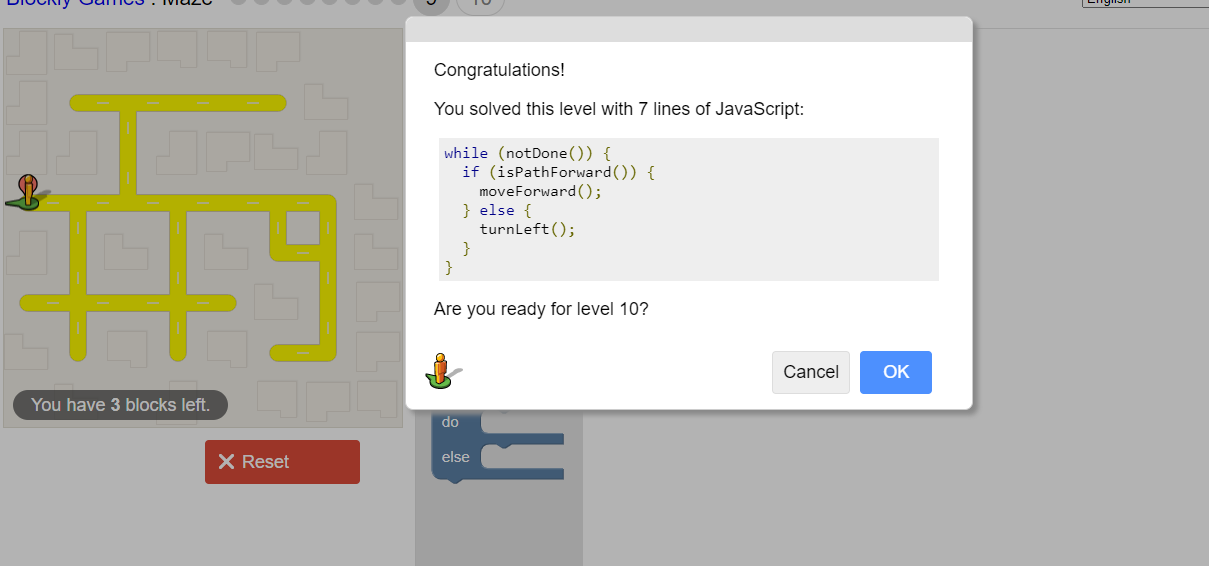 Blockly Games : Maze 9 10
English
Congratulations!
You solved this level with 7 lines of JavaScript:
while (notDone()) {
if (isPathForward()) {
moveForward();
} else {
turnLeft();
}
}
Are you ready for level 10?
Cancel OK
You have 3 blocks left.
do
else
Reset